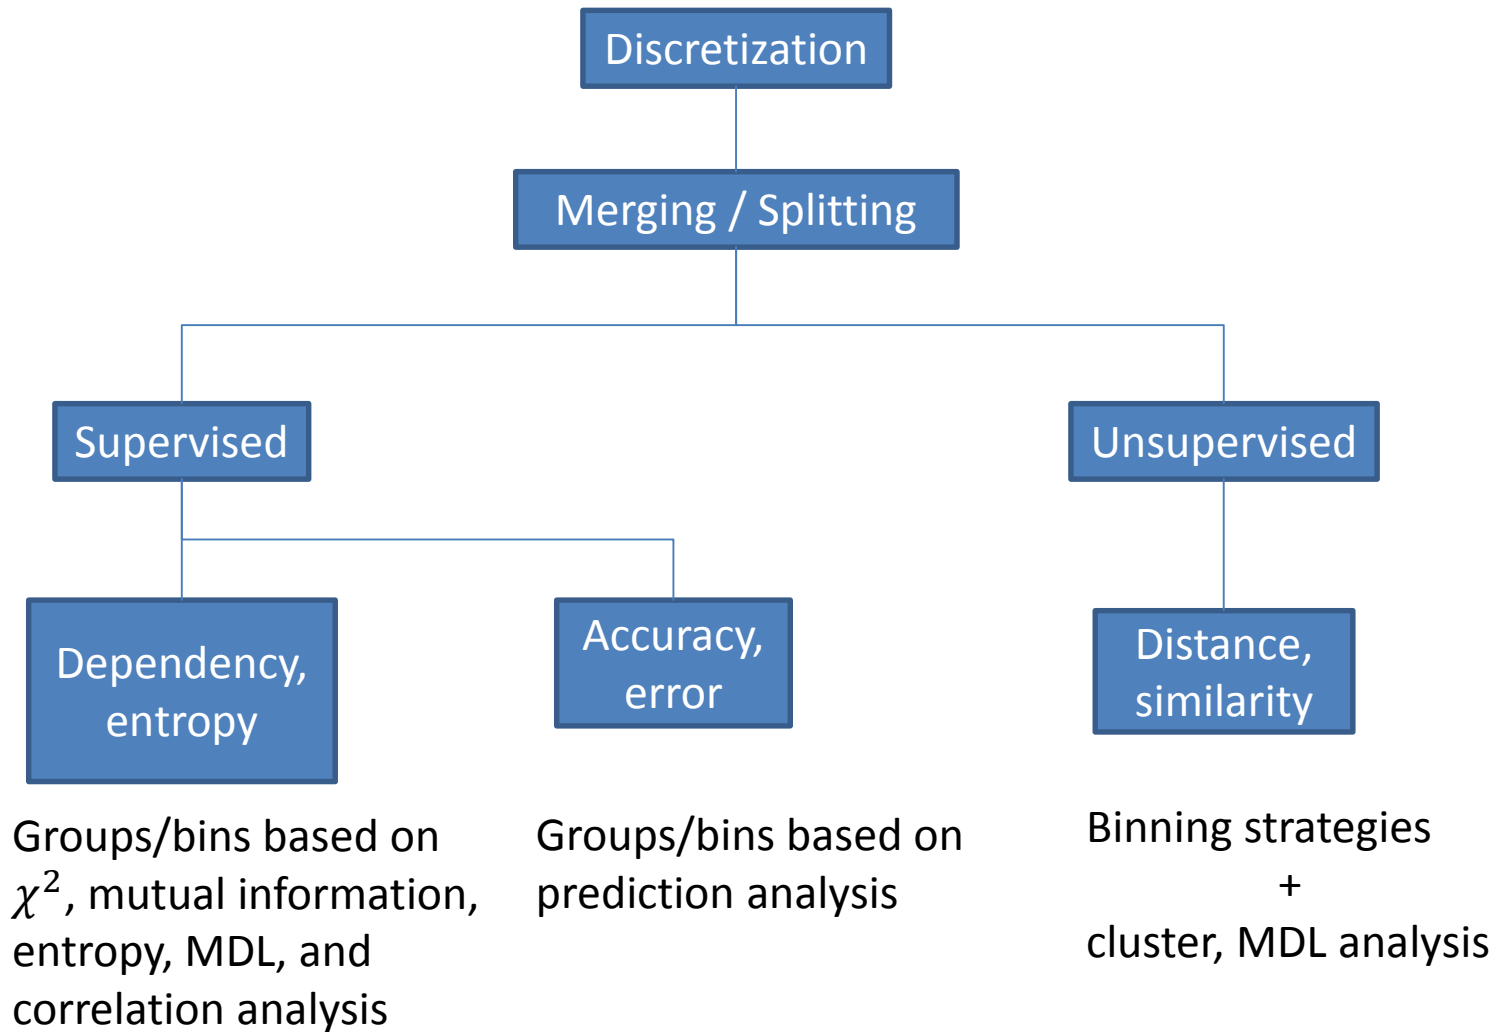 Discretization
Merging / Splitting
Supervised
Unsupervised
Dependency,
entropy
Accuracy,
error
Distance,
similarity
Groups/bins based on
χ², mutual information,
entropy, MDL, and
correlation analysis
Groups/bins based on
prediction analysis
Binning strategies
+
cluster, MDL analysis